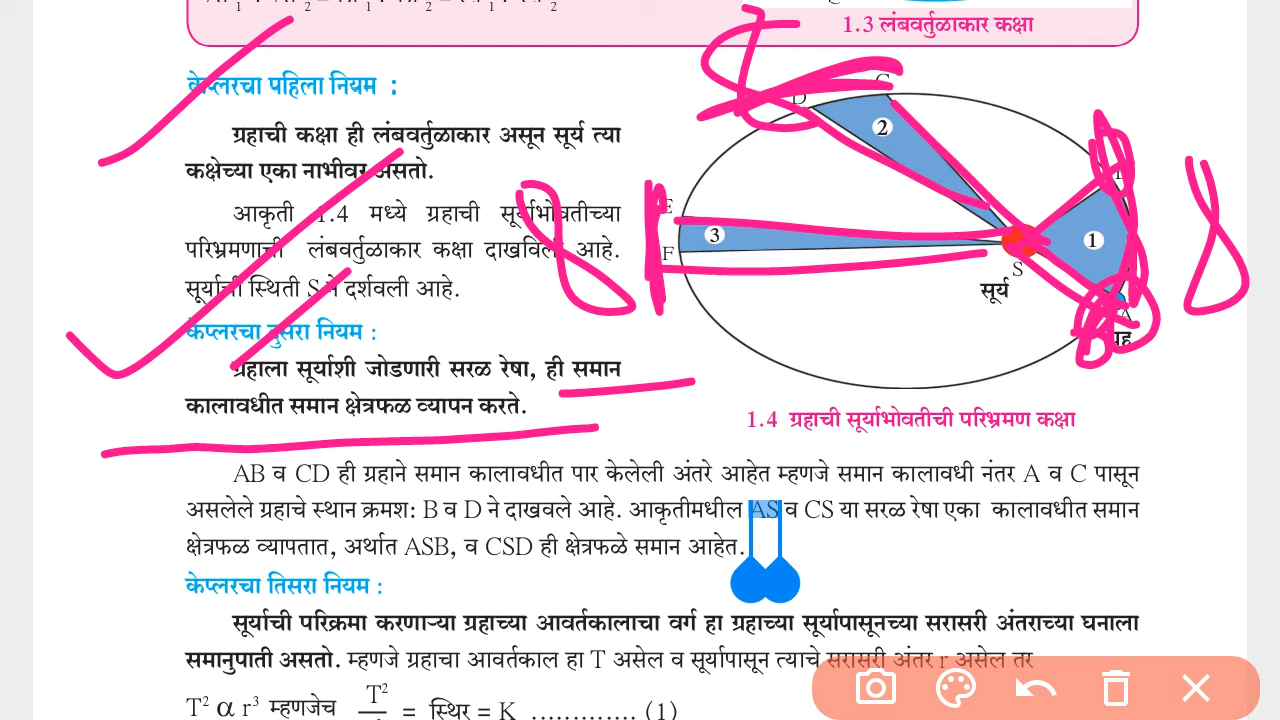 1.3 लंबवर्तुळाकार कक्षा
केप्लरचा पहिला नियम :
ग्रहाची कक्षा ही लंबवर्तुळाकार असून सूर्य त्या
कक्षेच्या एका नाभीवर असतो.
आकृती 1.4 मध्ये ग्रहाची सूर्याभोवतीच्या
परिभ्रमणाची लंबवर्तुळाकार कक्षा दाखविली आहे.
सूर्याची स्थिती S ने दर्शवली आहे.
केप्लरचा दुसरा नियम :
ग्रहाला सूर्याशी जोडणारी सरळ रेषा, ही समान
कालावधीत समान क्षेत्रफळ व्यापन करते.
D C
2
E
3
F
1
S
सूर्य
A
8
8
1.4 ग्रहाची सूर्याभोवतीची परिभ्रमण कक्षा
AB व CD ही ग्रहाने समान कालावधीत पार केलेली अंतरे आहेत म्हणजे समान कालावधी नंतर A व C पासून
असलेले ग्रहाचे स्थान क्रमश: B व D ने दाखवले आहे. आकृतीमधील AS व CS या सरळ रेषा एका कालावधीत समान
क्षेत्रफळ व्यापतात, अर्थात ASB, व CSD ही क्षेत्रफळे समान आहेत.
केप्लरचा तिसरा नियम :
सूर्याची परिक्रमा करणाऱ्या ग्रहाच्या आवर्तकालाचा वर्ग हा ग्रहाच्या सूर्यापासूनच्या सरासरी अंतराच्या घनाला
समानुपाती असतो. म्हणजे ग्रहाचा आवर्तकाल हा T असेल व सूर्यापासून त्याचे सरासरी अंतर r असेल तर
T² α r³ म्हणजेच T² = स्थिर = K ............. (1)